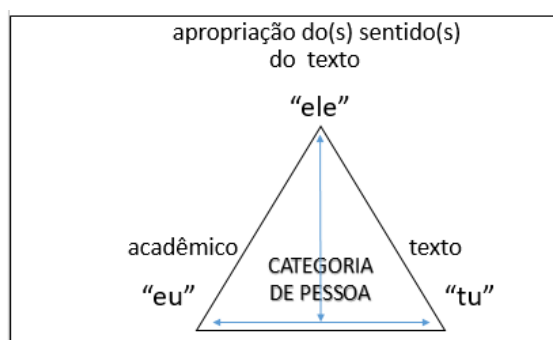 apropriação do(s) sentido(s)
do texto
“ele”
acadêmico
texto
“eu”
CATEGORIA
DE PESSOA
“tu”